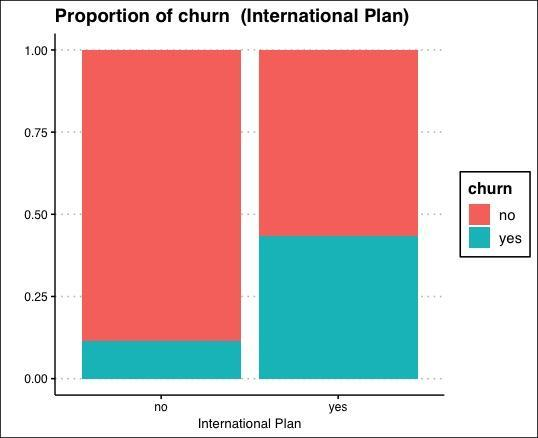 Proportion of churn (International Plan)
1.00
0.75
0.50
0.25
0.00
no yes
International Plan
churn
no
yes